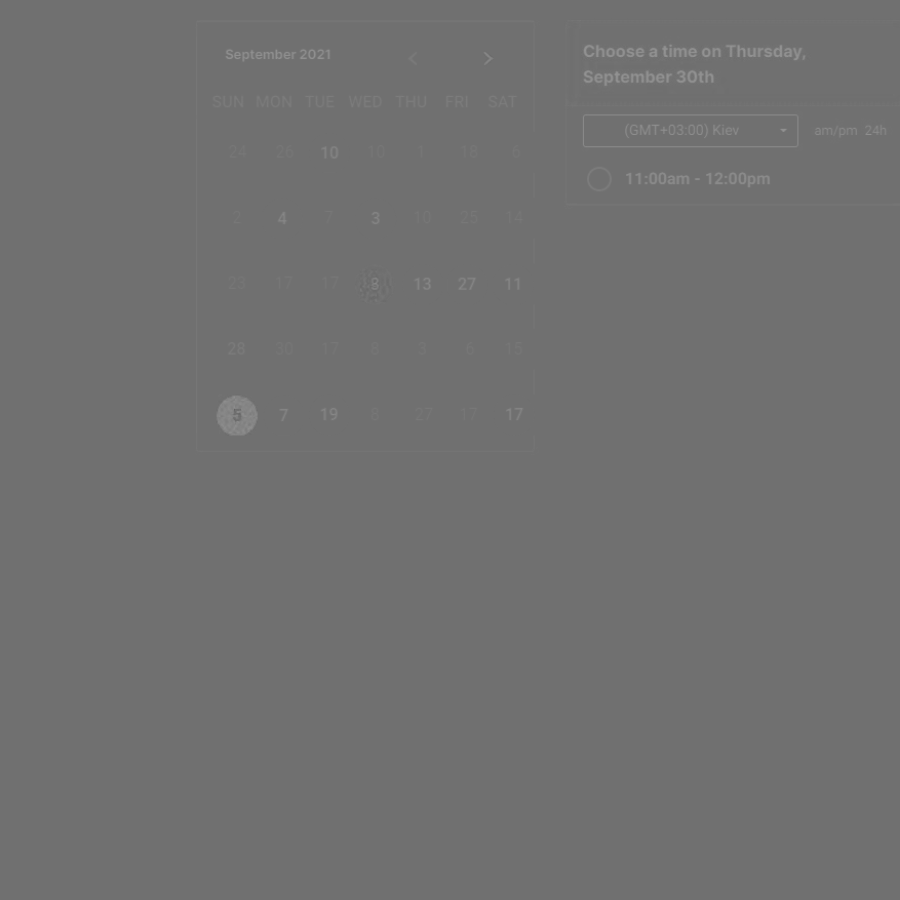 September 2021
SUN MON TUE WED THU FRI SAT
24 26 10 10 1 18 6
2 4 7 3 10 25 14
23 17 17 8 13 27 11
28 30 17 8 3 6 15
5 7 19 8 27 17 17
Choose a time on Thursday,
September 30th
(GMT+03:00) Kiev am/pm 24h
11:00am - 12:00pm